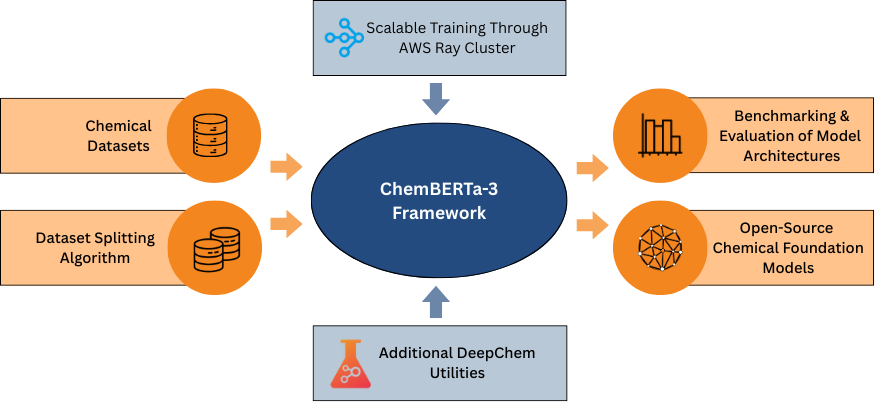 Scalable Training Through
AWS Ray Cluster
Chemical
Datasets
Dataset Splitting
Algorithm
ChemBERTa-3
Framework
Benchmarking &
Evaluation of Model
Architectures
Open-Source
Chemical Foundation
Models
Additional DeepChem
Utilities